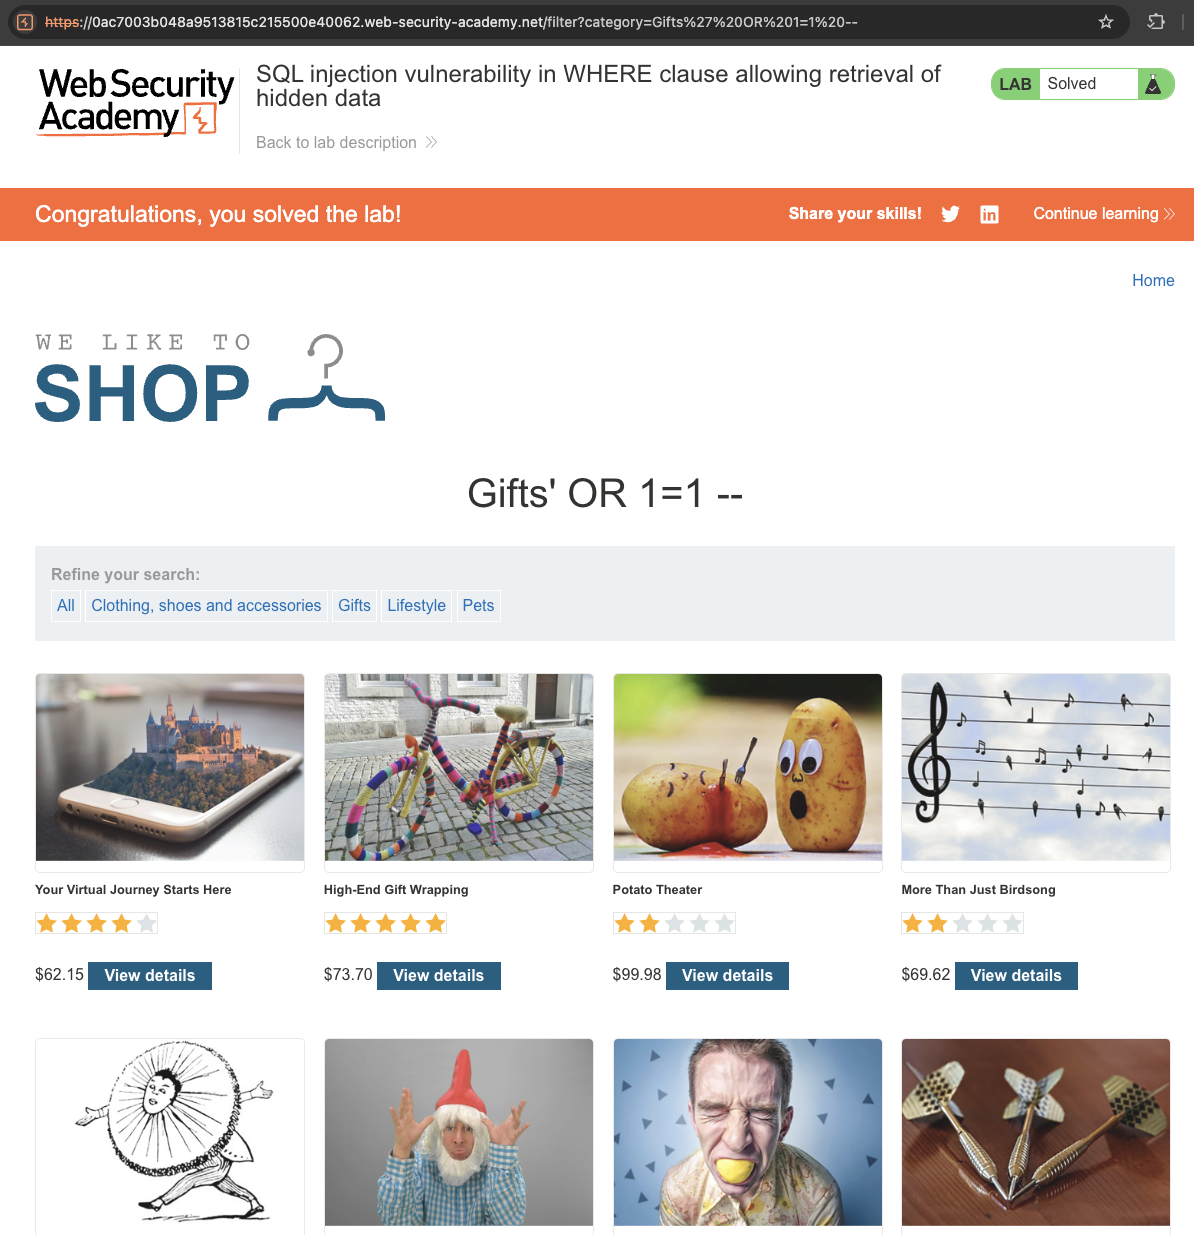 https://0ac7003b048a9513815c215500e40062.web-security-academy.net/filter?category=Gifts%27%20OR%201=1%20--
Web Security
Academy
SQL injection vulnerability in WHERE clause allowing retrieval of
hidden data
Back to lab description
LAB Solved
Congratulations, you solved the lab!
Share your skills!
Continue learning
Home
WE LIKE TO
SHOP
Gifts' OR 1=1 --
Refine your search:
All Clothing, shoes and accessories Gifts Lifestyle Pets
Your Virtual Journey Starts Here
High-End Gift Wrapping
Potato Theater
More Than Just Birdsong
$62.15 View details
$73.70 View details
$99.98 View details
$69.62 View details